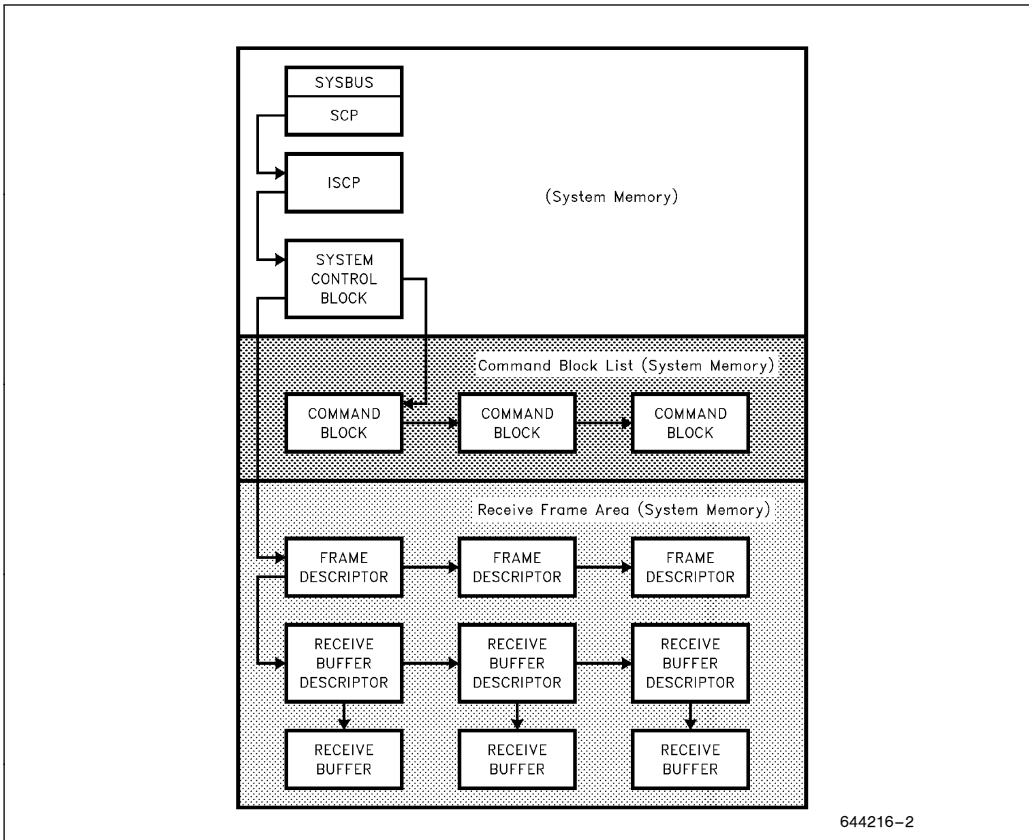 SYSBUS
SCP
ISCP
(System Memory)
SYSTEM
CONTROL
BLOCK
Command Block List (System Memory)
COMMAND
BLOCK
COMMAND
BLOCK
COMMAND
BLOCK
Receive Frame Area (System Memory)
FRAME
DESCRIPTOR
FRAME
DESCRIPTOR
FRAME
DESCRIPTOR
RECEIVE
BUFFER
DESCRIPTOR
RECEIVE
BUFFER
DESCRIPTOR
RECEIVE
BUFFER
DESCRIPTOR
RECEIVE
BUFFER
RECEIVE
BUFFER
RECEIVE
BUFFER
644216-2